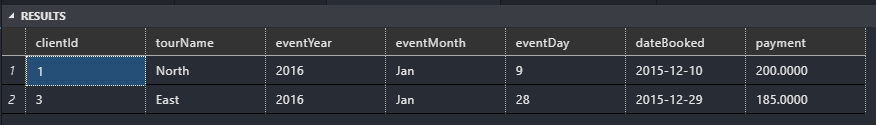 RESULTS
clientId tourName eventYear eventMonth eventDay dateBooked payment
1 1 North 2016 Jan 9 2015-12-10 200.0000
2 3 East 2016 Jan 28 2015-12-29 185.0000